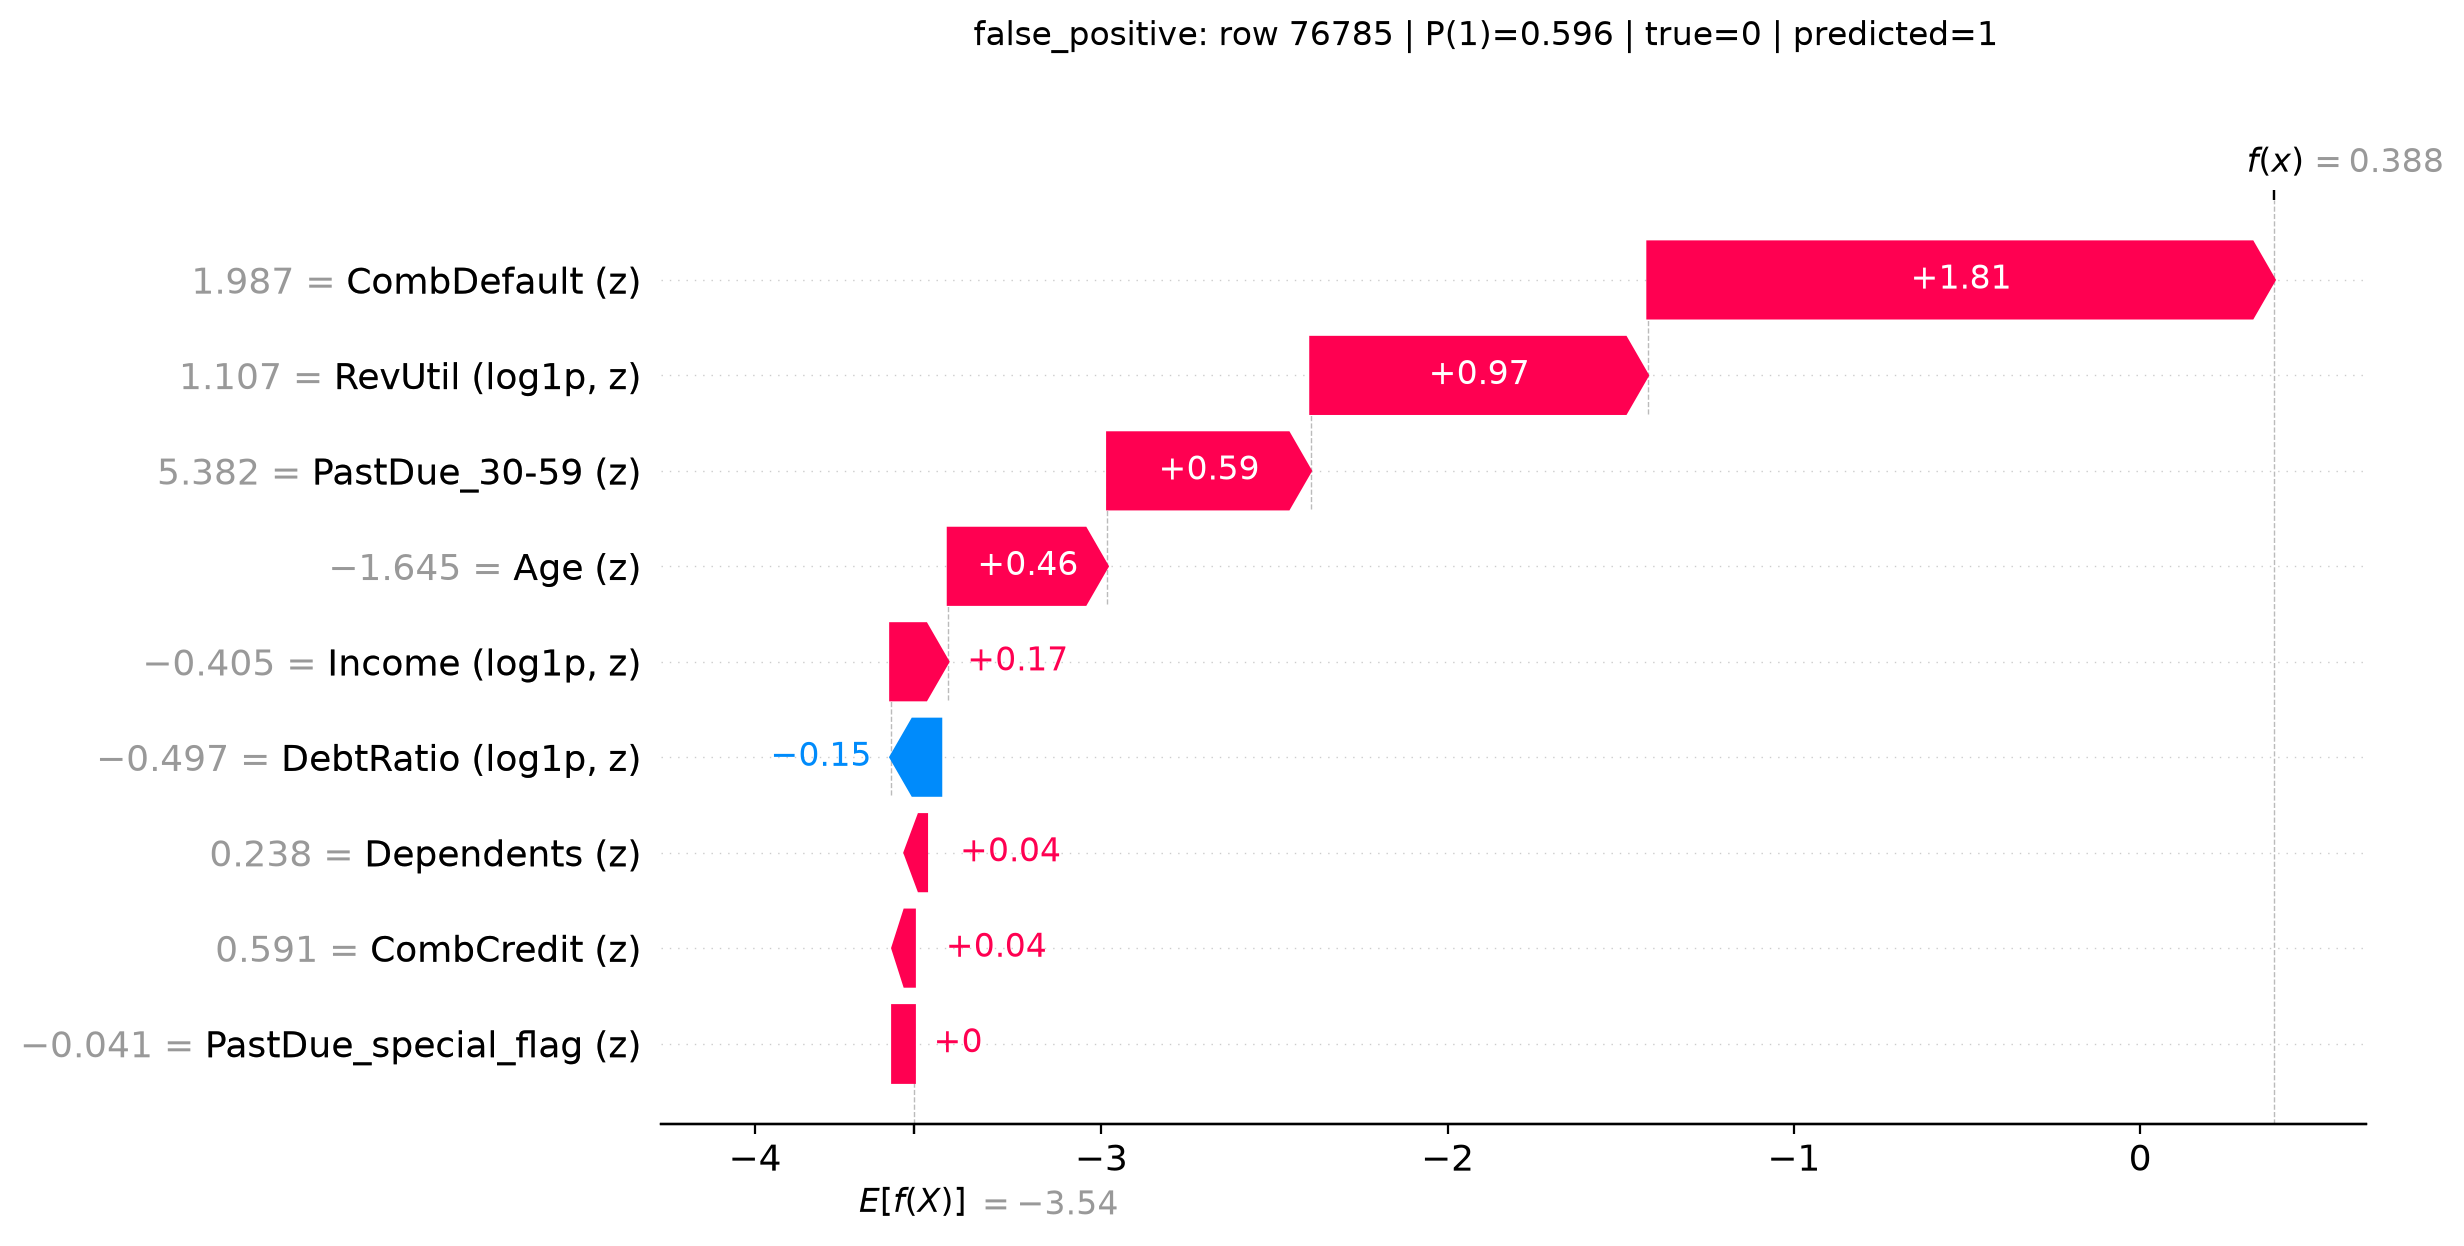 false_positive: row 76785 | P(1)=0.596 | true=0 | predicted=1
f(x) = 0.388
1.987 = CombDefault (z) +1.81
1.107 = RevUtil (log1p, z) +0.97
5.382 = PastDue_30-59 (z) +0.59
−1.645 = Age (z) +0.46
−0.405 = Income (log1p, z) +0.17
−0.497 = DebtRatio (log1p, z) −0.15
0.238 = Dependents (z) +0.04
0.591 = CombCredit (z) +0.04
−0.041 = PastDue_special_flag (z) +0
−4 −3 −2 −1 0
E[f(X)] = −3.54